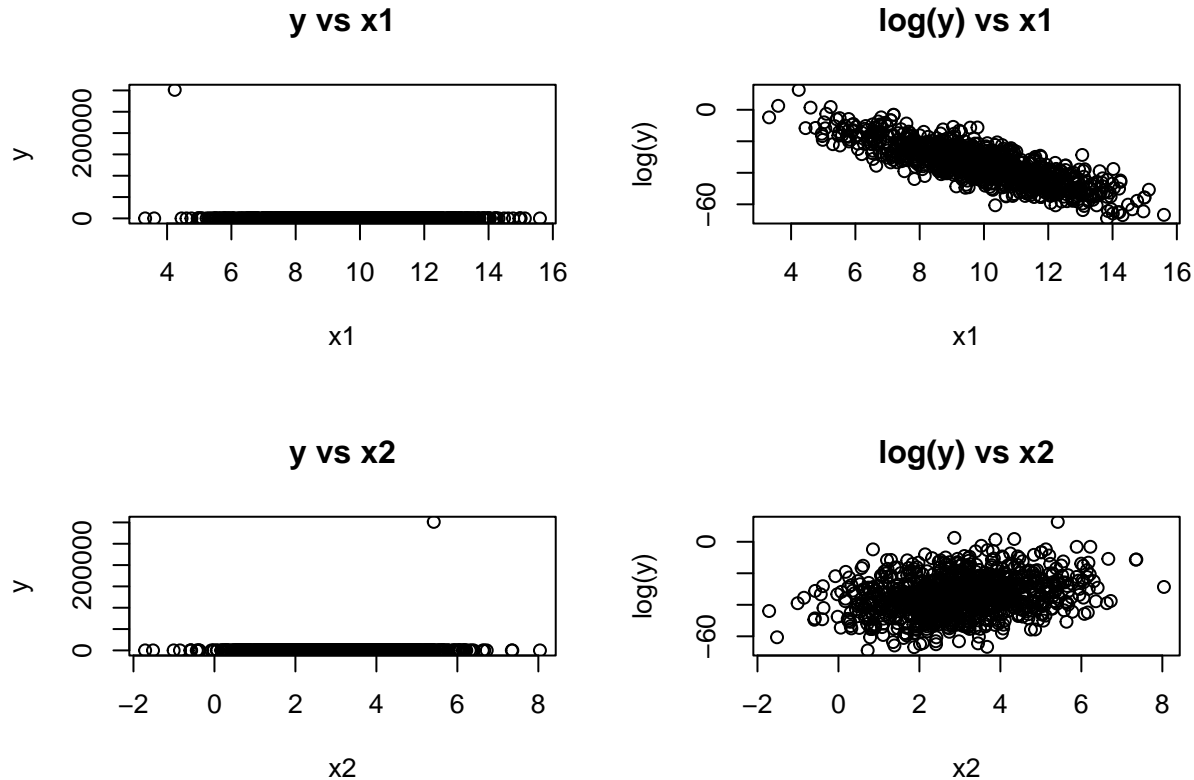 y vs x1
y
200000
0
4 6 8 10 12 14 16
x1
log(y) vs x1
log(y)
0
−60
4 6 8 10 12 14 16
x1
y vs x2
y
200000
0
−2 0 2 4 6 8
x2
log(y) vs x2
log(y)
0
−60
−2 0 2 4 6 8
x2